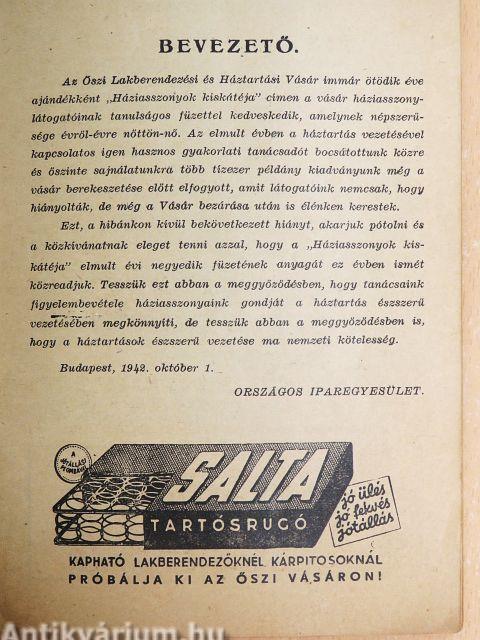 BEVEZETŐ.
Az Őszi Lakberendezési és Háztartási Vásár immár ötödik éve
ajándékként „Háziasszonyok kiskátéja" címen a vásár háziasszony-
látogatóinak tanulságos füzettel kedveskedik, amelynek népszerű-
sége évről-évre nőttön-nő. Az elmult évben a háztartás vezetésével
kapcsolatos igen hasznos gyakorlati tanácsadót bocsátottunk közre
és őszinte sajnálatunkra több tízezer példány kiadványunk még a
vásár berekesztése előtt elfogyott, amit látogatóink nemcsak, hogy
hiányolták, de még a Vásár bezárása után is élénken kerestek.
Ezt, a hibánkon kívül bekövetkezett hiányt, akarjuk pótolni és
a közkívánatnak eleget tenni azzal, hogy a „Háziasszonyok kis-
kátéja" elmult évi negyedik füzetének anyagát ez évben ismét
közreadjuk. Tesszük ezt abban a meggyőződésben, hogy tanácsaink
figyelembevétele háziasszonyaink gondját a háztartás észszerű
vezetésében megkönnyíti, de tesszük abban a meggyőződésben is,
hogy a háztartások észszerű vezetése ma nemzeti kötelesség.
Budapest, 1942. október 1.
ORSZÁGOS IPAREGYESÜLET.
A
JÓTÁLLÁSI
PLOMBÁVAL
SALTA
TARTÓSRUGÓ
jó ülés
jó fekvés
jótállás
KAPHATÓ LAKBERENDEZŐKNÉL KÁRPITOSOKNÁL
PRÓBÁLJA KI AZ ŐSZI VÁSÁRON!
Antikvárium.hu